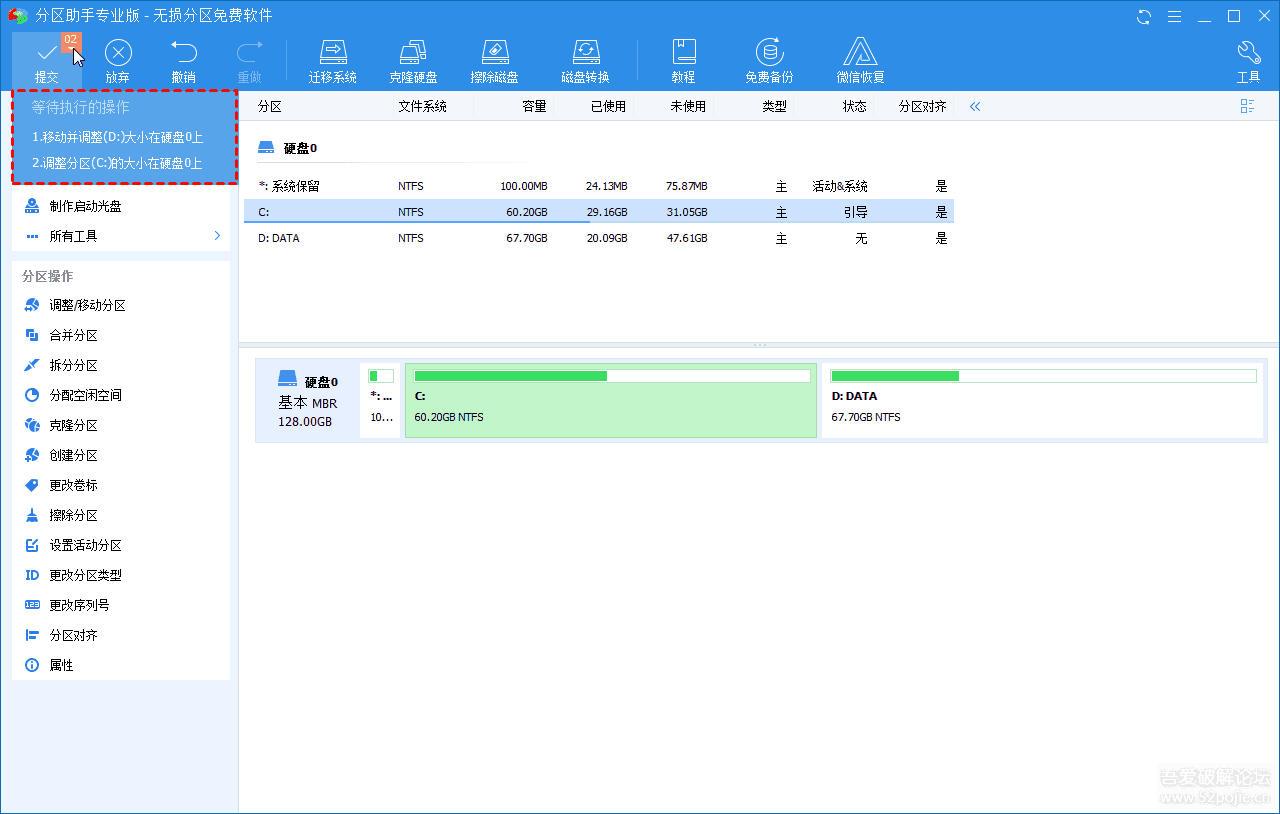 分区助手专业版 - 无损分区免费软件
02
提交 放弃 撤销 重做 迁移系统 克隆硬盘 擦除磁盘 磁盘转换 教程 免费备份 微信恢复 工具
等待执行的操作
1.移动并调整(D:)大小在硬盘0上
2.调整分区(C:)的大小在硬盘0上
制作启动光盘
所有工具
分区操作
调整/移动分区
合并分区
拆分分区
分配空闲空间
克隆分区
创建分区
更改卷标
擦除分区
设置活动分区
ID 更改分区类型
123 更改序列号
分区对齐
属性
分区 文件系统 容量 已使用 未使用 类型 状态 分区对齐
硬盘0
*: 系统保留 NTFS 100.00MB 24.13MB 75.87MB 主 活动&系统 是
C: NTFS 60.20GB 29.16GB 31.05GB 主 引导 是
D: DATA NTFS 67.70GB 20.09GB 47.61GB 主 无 是
硬盘0
基本 MBR
128.00GB
*: ...
10...
C:
60.20GB NTFS
D: DATA
67.70GB NTFS
吾爱破解论坛
www.52pojie.cn